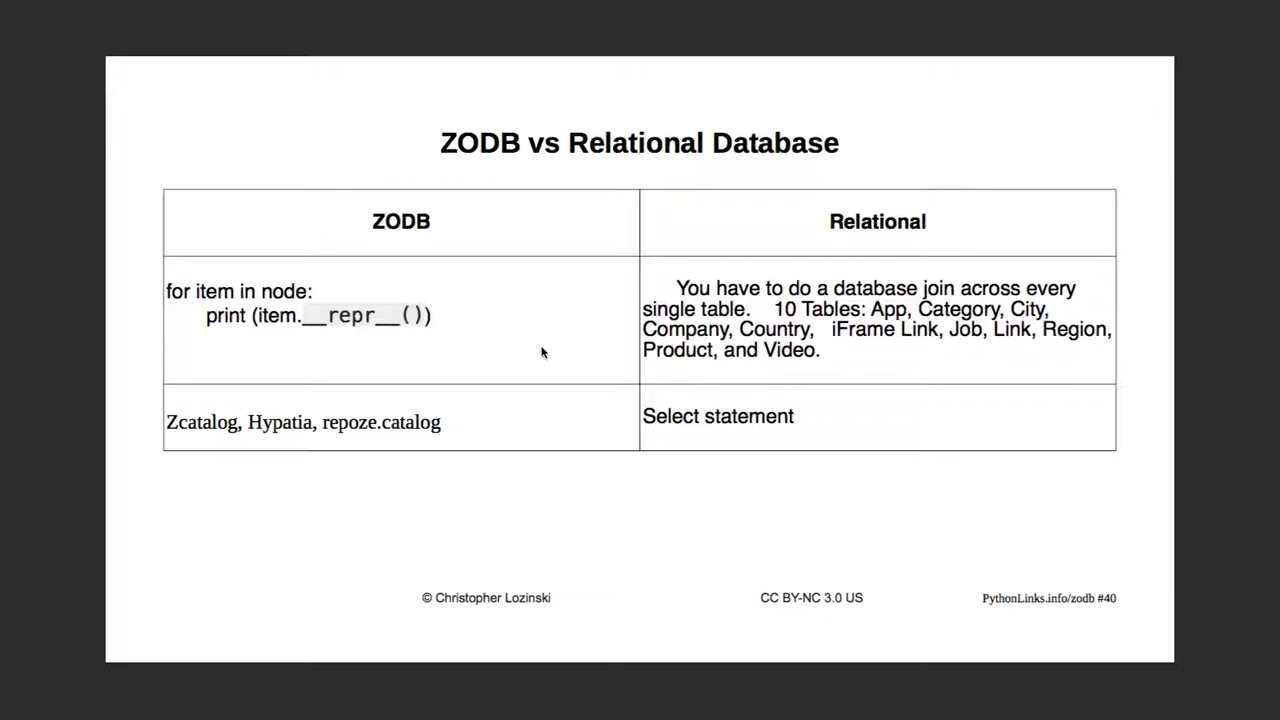 ZODB vs Relational Database
ZODB
Relational
for item in node:
print (item.__repr__())
You have to do a database join across every
single table. 10 Tables: App, Category, City,
Company, Country, iFrame Link, Job, Link, Region,
Product, and Video.
Zcatalog, Hypatia, repoze.catalog
Select statement
© Christopher Lozinski
CC BY-NC 3.0 US
PythonLinks.info/zodb #40